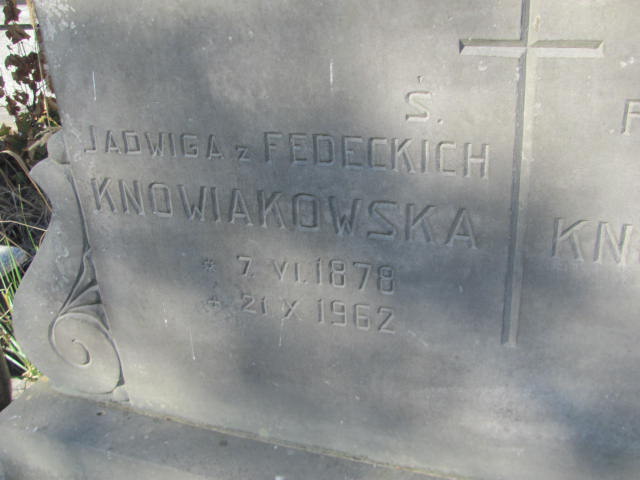 Ś.
JADWIGA z FEDECKICH
KNOWIAKOWSKA
* 7. VI. 1878
+ 21 X 1962